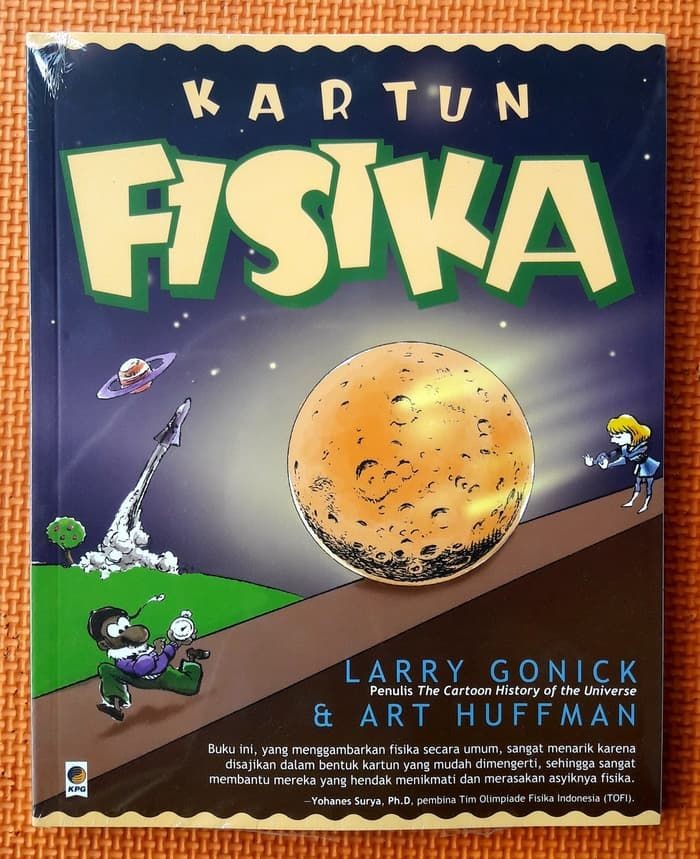 KARTUN
FISIKA
LARRY GONICK
Penulis The Cartoon History of the Universe
& ART HUFFMAN
Buku ini, yang menggambarkan fisika secara umum, sangat menarik karena
disajikan dalam bentuk kartun yang mudah dimengerti, sehingga sangat
membantu mereka yang hendak menikmati dan merasakan asyiknya fisika.
—Yohanes Surya, Ph.D, pembina Tim Olimpiade Fisika Indonesia (TOFI).
KPG